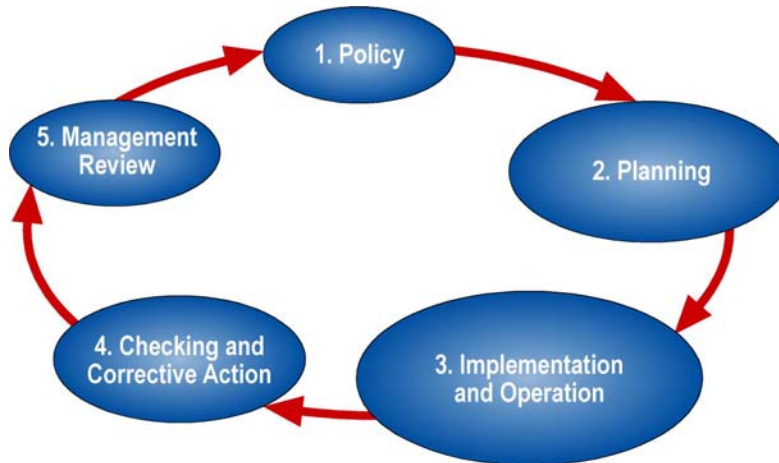 1. Policy
2. Planning
3. Implementation
and Operation
4. Checking and
Corrective Action
5. Management
Review